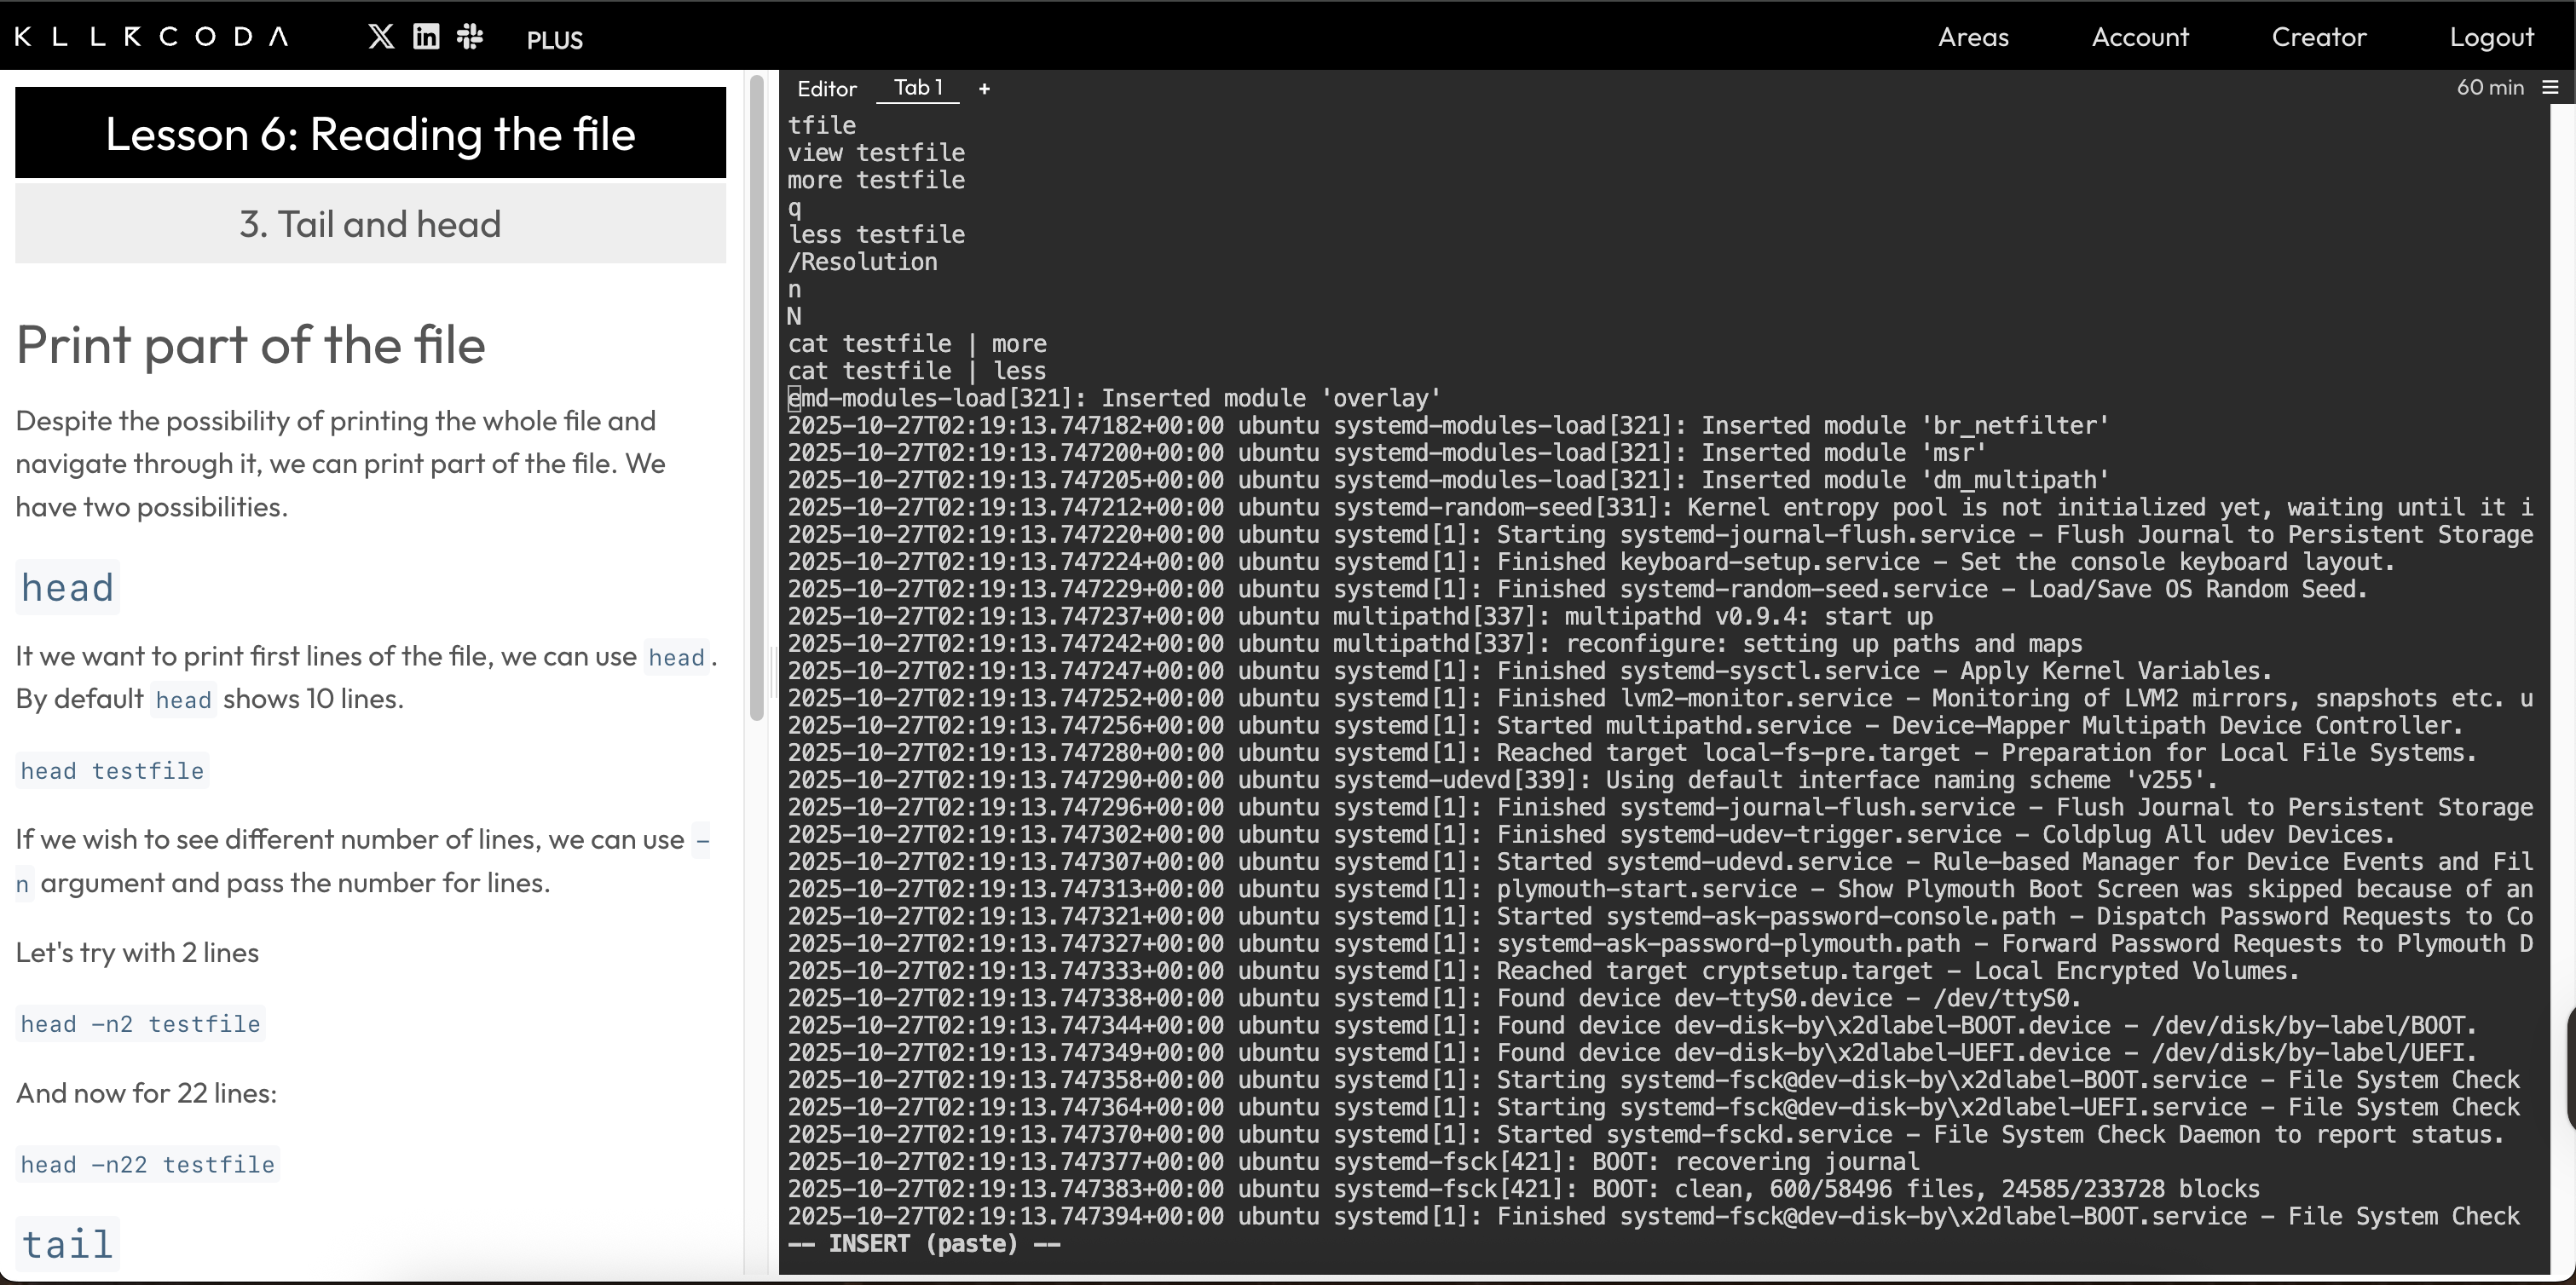 KLLRCODA PLUS Areas Account Creator Logout
Lesson 6: Reading the file
3. Tail and head
Print part of the file
Despite the possibility of printing the whole file and
navigate through it, we can print part of the file. We
have two possibilities.
head
It we want to print first lines of the file, we can use head.
By default head shows 10 lines.
head testfile
If we wish to see different number of lines, we can use -
n argument and pass the number for lines.
Let's try with 2 lines
head -n2 testfile
And now for 22 lines:
head -n22 testfile
tail
Editor Tab 1 + 60 min
tfile
view testfile
more testfile
q
less testfile
/Resolution
n
N
cat testfile | more
cat testfile | less
emd-modules-load[321]: Inserted module 'overlay'
2025-10-27T02:19:13.747182+00:00 ubuntu systemd-modules-load[321]: Inserted module 'br_netfilter'
2025-10-27T02:19:13.747200+00:00 ubuntu systemd-modules-load[321]: Inserted module 'msr'
2025-10-27T02:19:13.747205+00:00 ubuntu systemd-modules-load[321]: Inserted module 'dm_multipath'
2025-10-27T02:19:13.747212+00:00 ubuntu systemd-random-seed[331]: Kernel entropy pool is not initialized yet, waiting until it i
2025-10-27T02:19:13.747220+00:00 ubuntu systemd[1]: Starting systemd-journal-flush.service - Flush Journal to Persistent Storage
2025-10-27T02:19:13.747224+00:00 ubuntu systemd[1]: Finished keyboard-setup.service - Set the console keyboard layout.
2025-10-27T02:19:13.747229+00:00 ubuntu systemd[1]: Finished systemd-random-seed.service - Load/Save OS Random Seed.
2025-10-27T02:19:13.747237+00:00 ubuntu multipathd[337]: multipathd v0.9.4: start up
2025-10-27T02:19:13.747242+00:00 ubuntu multipathd[337]: reconfigure: setting up paths and maps
2025-10-27T02:19:13.747247+00:00 ubuntu systemd[1]: Finished systemd-sysctl.service - Apply Kernel Variables.
2025-10-27T02:19:13.747252+00:00 ubuntu systemd[1]: Finished lvm2-monitor.service - Monitoring of LVM2 mirrors, snapshots etc. u
2025-10-27T02:19:13.747256+00:00 ubuntu systemd[1]: Started multipathd.service - Device-Mapper Multipath Device Controller.
2025-10-27T02:19:13.747280+00:00 ubuntu systemd[1]: Reached target local-fs-pre.target - Preparation for Local File Systems.
2025-10-27T02:19:13.747290+00:00 ubuntu systemd-udevd[339]: Using default interface naming scheme 'v255'.
2025-10-27T02:19:13.747296+00:00 ubuntu systemd[1]: Finished systemd-journal-flush.service - Flush Journal to Persistent Storage
2025-10-27T02:19:13.747302+00:00 ubuntu systemd[1]: Finished systemd-udev-trigger.service - Coldplug All udev Devices.
2025-10-27T02:19:13.747307+00:00 ubuntu systemd[1]: Started systemd-udevd.service - Rule-based Manager for Device Events and Fil
2025-10-27T02:19:13.747313+00:00 ubuntu systemd[1]: plymouth-start.service - Show Plymouth Boot Screen was skipped because of an
2025-10-27T02:19:13.747321+00:00 ubuntu systemd[1]: Started systemd-ask-password-console.path - Dispatch Password Requests to Co
2025-10-27T02:19:13.747327+00:00 ubuntu systemd[1]: systemd-ask-password-plymouth.path - Forward Password Requests to Plymouth D
2025-10-27T02:19:13.747333+00:00 ubuntu systemd[1]: Reached target cryptsetup.target - Local Encrypted Volumes.
2025-10-27T02:19:13.747338+00:00 ubuntu systemd[1]: Found device dev-ttyS0.device - /dev/ttyS0.
2025-10-27T02:19:13.747344+00:00 ubuntu systemd[1]: Found device dev-disk-by\x2dlabel-BOOT.device - /dev/disk/by-label/BOOT.
2025-10-27T02:19:13.747349+00:00 ubuntu systemd[1]: Found device dev-disk-by\x2dlabel-UEFI.device - /dev/disk/by-label/UEFI.
2025-10-27T02:19:13.747358+00:00 ubuntu systemd[1]: Starting systemd-fsck@dev-disk-by\x2dlabel-BOOT.service - File System Check
2025-10-27T02:19:13.747364+00:00 ubuntu systemd[1]: Starting systemd-fsck@dev-disk-by\x2dlabel-UEFI.service - File System Check
2025-10-27T02:19:13.747370+00:00 ubuntu systemd[1]: Started systemd-fsckd.service - File System Check Daemon to report status.
2025-10-27T02:19:13.747377+00:00 ubuntu systemd-fsck[421]: BOOT: recovering journal
2025-10-27T02:19:13.747383+00:00 ubuntu systemd-fsck[421]: BOOT: clean, 600/58496 files, 24585/233728 blocks
2025-10-27T02:19:13.747394+00:00 ubuntu systemd[1]: Finished systemd-fsck@dev-disk-by\x2dlabel-BOOT.service - File System Check
-- INSERT (paste) --